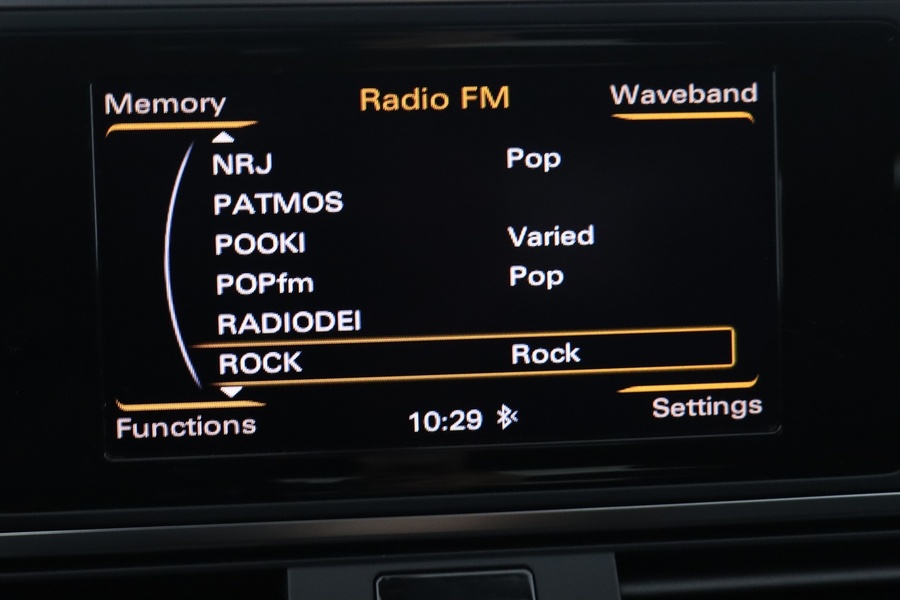 Memory Radio FM Waveband
NRJ Pop
PATMOS
POOKI Varied
POPfm Pop
RADIODEI
ROCK Rock
Functions 10:29 Settings